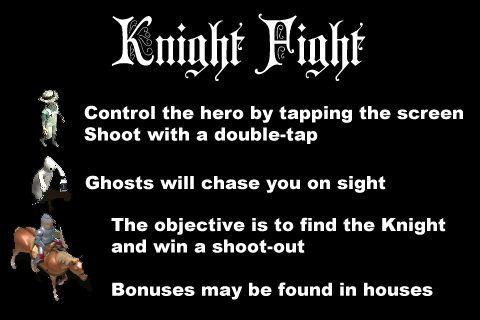 Knight Fight
Control the hero by tapping the screen
Shoot with a double-tap
Ghosts will chase you on sight
The objective is to find the Knight
and win a shoot-out
Bonuses may be found in houses